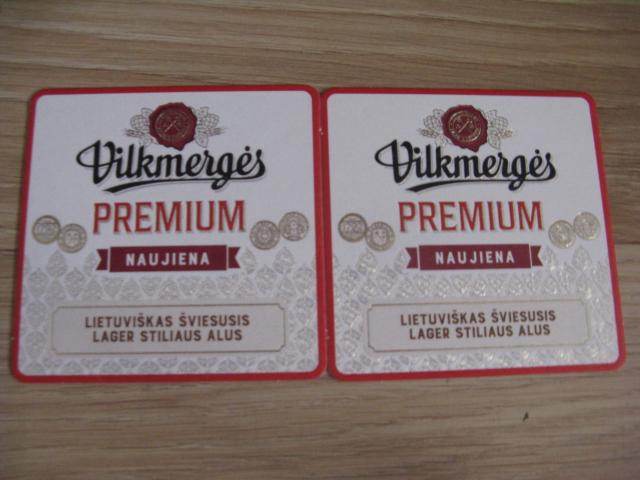 Vilkmergės
PREMIUM
NAUJIENA
LIETUVIŠKAS ŠVIESUSIS
LAGER STILIAUS ALUS
Vilkmergės
PREMIUM
NAUJIENA
LIETUVIŠKAS ŠVIESUSIS
LAGER STILIAUS ALUS